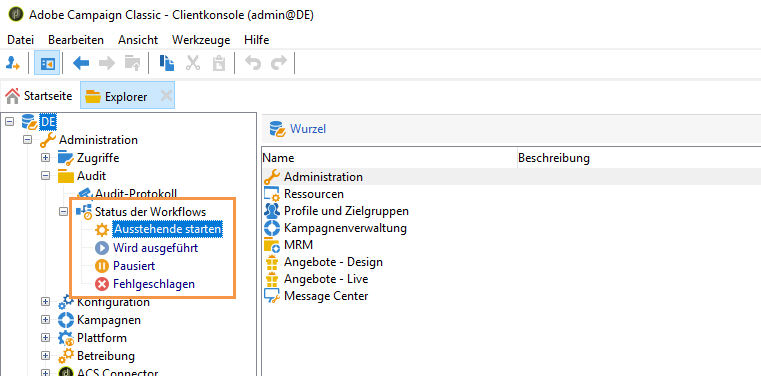 Adobe Campaign Classic - Clientkonsole (admin@DE)
Datei Bearbeiten Ansicht Werkzeuge Hilfe
Startseite Explorer
DE
Administration
Zugriffe
Audit
Audit-Protokoll
Status der Workflows
Ausstehende starten
Wird ausgeführt
Pausiert
Fehlgeschlagen
Konfiguration
Kampagnen
Plattform
Betreibung
ACS Connector
Wurzel
Name Beschreibung
Administration
Ressourcen
Profile und Zielgruppen
Kampagnenverwaltung
MRM
Angebote - Design
Angebote - Live
Message Center